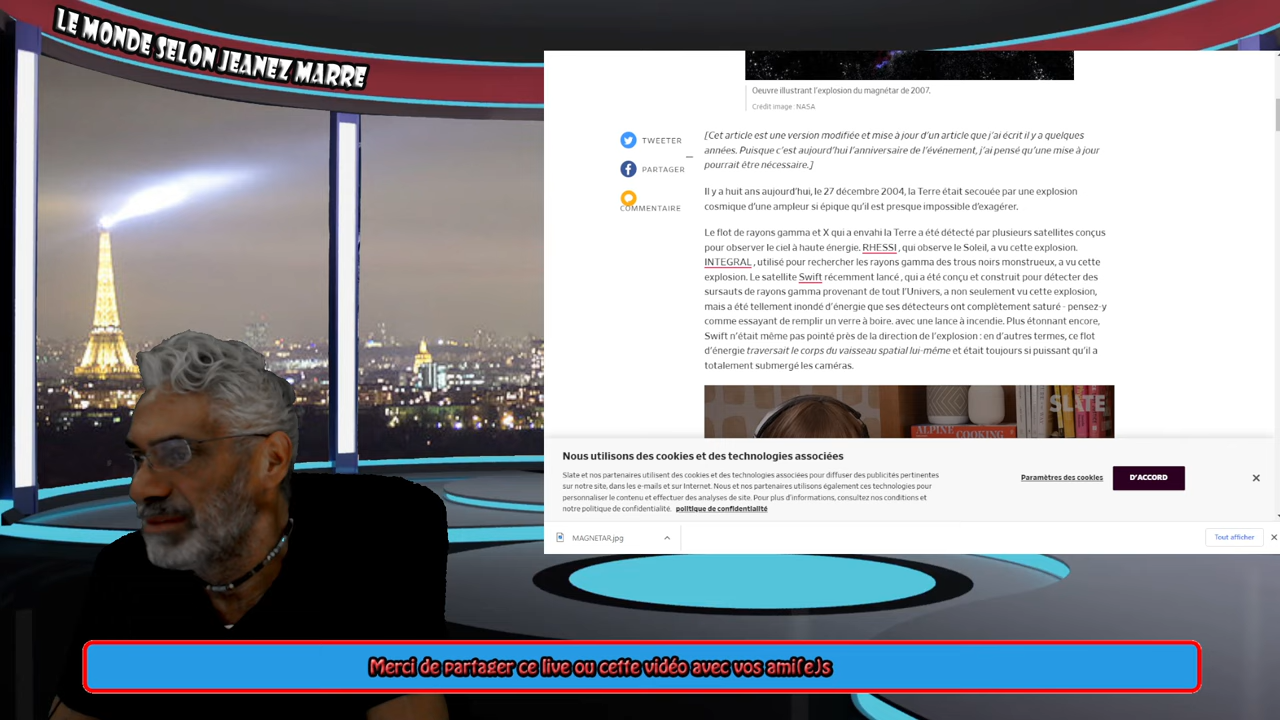 LE MONDE SELON JEANEZ MARRE
Oeuvre illustrant l'explosion du magnétar de 2007.
Crédit image : NASA
TWEETER
PARTAGER
COMMENTAIRE
[Cet article est une version modifiée et mise à jour d'un article que j'ai écrit il y a quelques
années. Puisque c'est aujourd'hui l'anniversaire de l'événement, j'ai pensé qu'une mise à jour
pourrait être nécessaire.]
Il y a huit ans aujourd'hui, le 27 décembre 2004, la Terre était secouée par une explosion
cosmique d'une ampleur si épique qu'il est presque impossible d'exagérer.
Le flot de rayons gamma et X qui a envahi la Terre a été détecté par plusieurs satellites conçus
pour observer le ciel à haute énergie. RHESSI , qui observe le Soleil, a vu cette explosion.
INTEGRAL , utilisé pour rechercher les rayons gamma des trous noirs monstrueux, a vu cette
explosion. Le satellite Swift récemment lancé , qui a été conçu et construit pour détecter des
sursauts de rayons gamma provenant de tout l'Univers, a non seulement vu cette explosion,
mais a été tellement inondé d'énergie que ses détecteurs ont complètement saturé - pensez-y
comme essayant de remplir un verre à boire. avec une lance à incendie. Plus étonnant encore,
Swift n'était même pas pointé près de la direction de l'explosion : en d'autres termes, ce flot
d'énergie traversait le corps du vaisseau spatial lui-même et était toujours si puissant qu'il a
totalement submergé les caméras.
SLATE
ALPINE
COOKING
Nous utilisons des cookies et des technologies associées
Slate et nos partenaires utilisent des cookies et des technologies associées pour diffuser des publicités pertinentes
sur notre site, dans les e-mails et sur Internet. Nous et nos partenaires utilisons également ces technologies pour
personnaliser le contenu et effectuer des analyses de site. Pour plus d'informations, consultez nos conditions et
notre politique de confidentialité. politique de confidentialité
Paramètres des cookies
D'ACCORD
MAGNETAR.jpg
Tout afficher
Merci de partager ce live ou cette vidéo avec vos ami(e)s